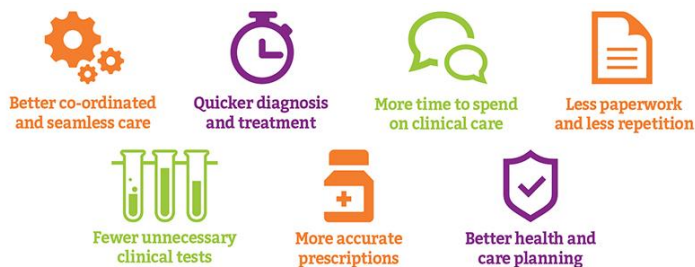 Better co-ordinated
and seamless care
Quicker diagnosis
and treatment
More time to spend
on clinical care
Less paperwork
and less repetition
Fewer unnecessary
clinical tests
More accurate
prescriptions
Better health and
care planning